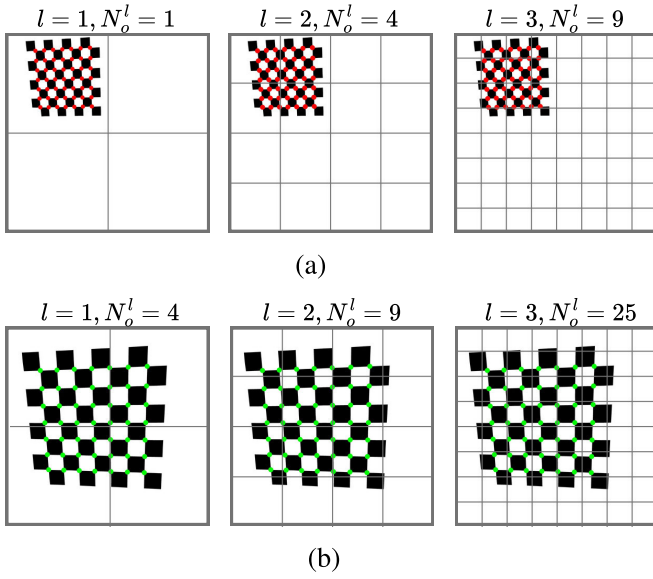 l = 1, N_o^l = 1 l = 2, N_o^l = 4 l = 3, N_o^l = 9
(a)
l = 1, N_o^l = 4 l = 2, N_o^l = 9 l = 3, N_o^l = 25
(b)